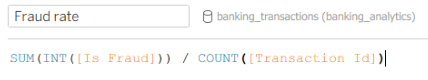 Fraud rate
banking_transactions (banking_analytics)
SUM(INT([Is Fraud])) / COUNT([Transaction Id])